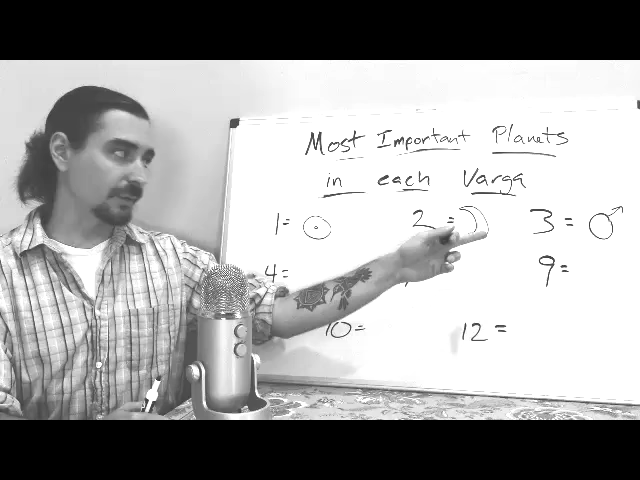 Most Important Planets
in each Varga
1= ☉ 2=☽ 3=♂
4= 9=
10= 12=